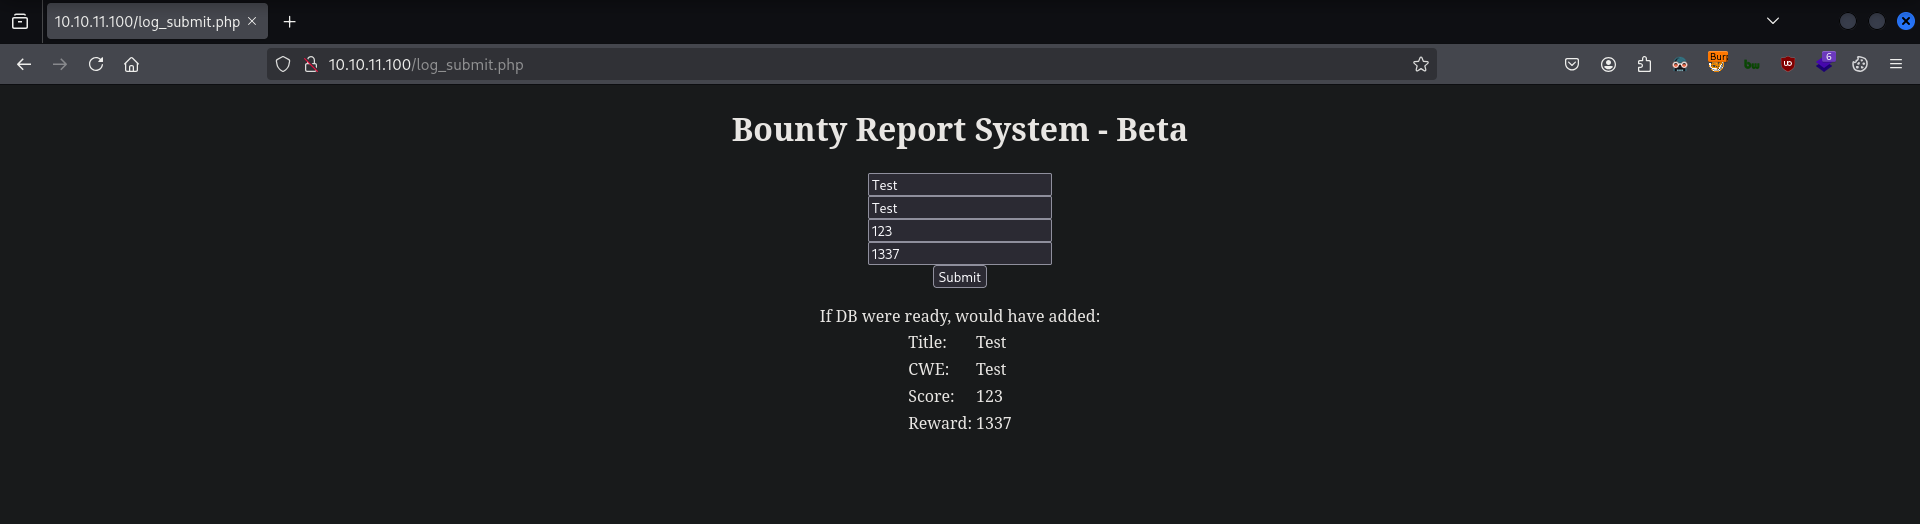 10.10.11.100/log_submit.php
10.10.11.100/log_submit.php
Burp
bw
UD
6
Bounty Report System - Beta
Test
Test
123
1337
Submit
If DB were ready, would have added:
Title: Test
CWE: Test
Score: 123
Reward: 1337